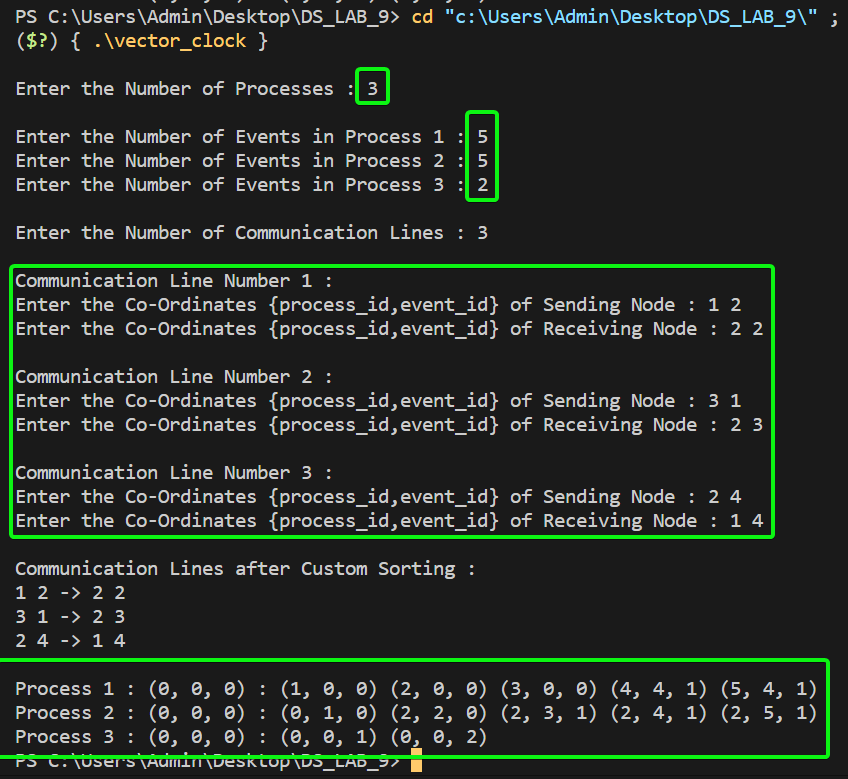 PS C:\Users\Admin\Desktop\DS_LAB_9> cd "c:\Users\Admin\Desktop\DS_LAB_9\" ;
($?) { .\vector_clock }
Enter the Number of Processes : 3
Enter the Number of Events in Process 1 : 5
Enter the Number of Events in Process 2 : 5
Enter the Number of Events in Process 3 : 2
Enter the Number of Communication Lines : 3
Communication Line Number 1 :
Enter the Co-Ordinates {process_id,event_id} of Sending Node : 1 2
Enter the Co-Ordinates {process_id,event_id} of Receiving Node : 2 2
Communication Line Number 2 :
Enter the Co-Ordinates {process_id,event_id} of Sending Node : 3 1
Enter the Co-Ordinates {process_id,event_id} of Receiving Node : 2 3
Communication Line Number 3 :
Enter the Co-Ordinates {process_id,event_id} of Sending Node : 2 4
Enter the Co-Ordinates {process_id,event_id} of Receiving Node : 1 4
Communication Lines after Custom Sorting :
1 2 -> 2 2
3 1 -> 2 3
2 4 -> 1 4
Process 1 : (0, 0, 0) : (1, 0, 0) (2, 0, 0) (3, 0, 0) (4, 4, 1) (5, 4, 1)
Process 2 : (0, 0, 0) : (0, 1, 0) (2, 2, 0) (2, 3, 1) (2, 4, 1) (2, 5, 1)
Process 3 : (0, 0, 0) : (0, 0, 1) (0, 0, 2)
PS C:\Users\Admin\Desktop\DS_LAB_9>